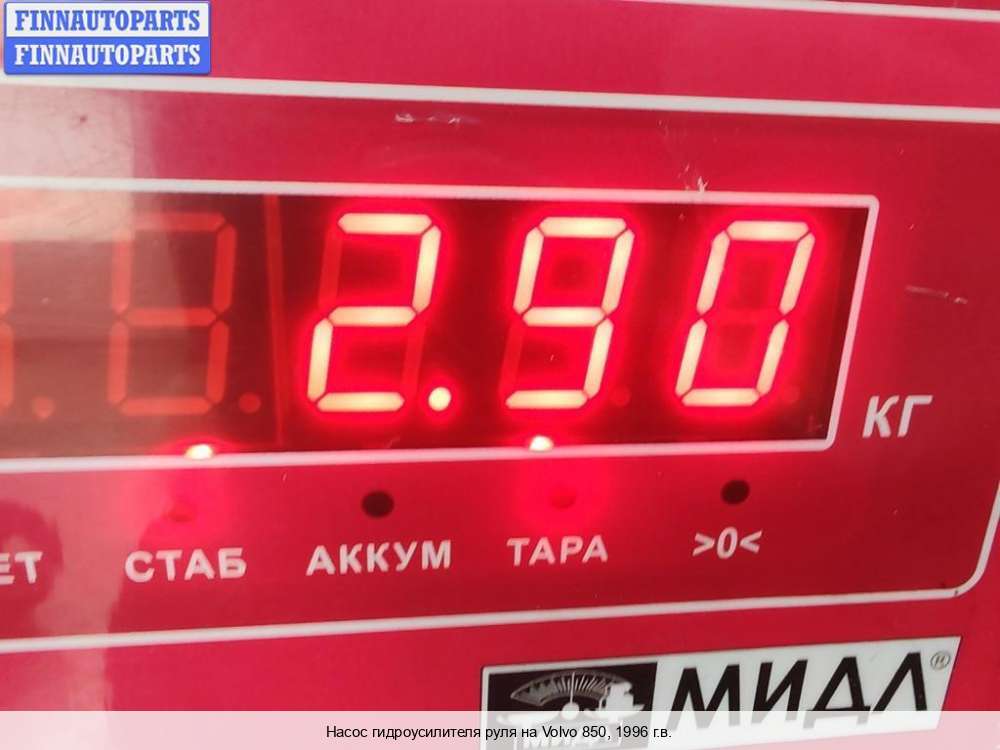 FINNAUTOPARTS
FINNAUTOPARTS
2.90
КГ
СТАБ АККУМ ТАРА >0<
МИДЛ
Насос гидроусилителя руля на Volvo 850, 1996 г.в.